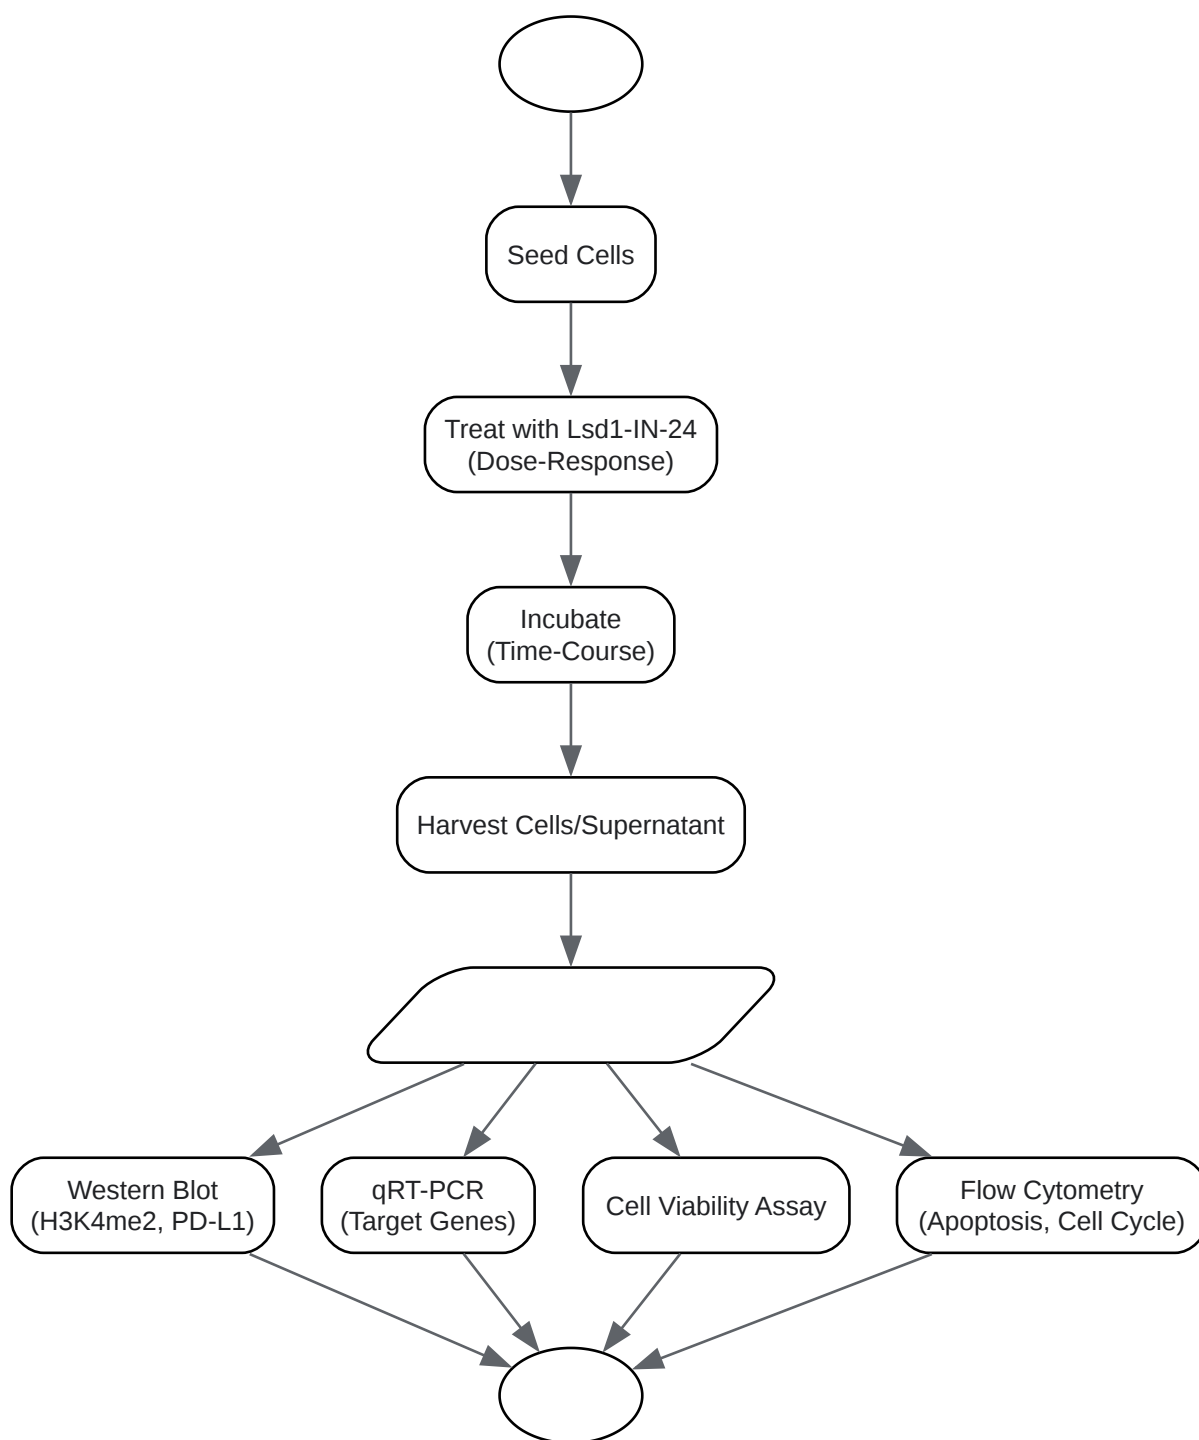 Seed Cells
Treat with Lsd1-IN-24
(Dose-Response)
Incubate
(Time-Course)
Harvest Cells/Supernatant
Western Blot
(H3K4me2, PD-L1)
qRT-PCR
(Target Genes)
Cell Viability Assay
Flow Cytometry
(Apoptosis, Cell Cycle)